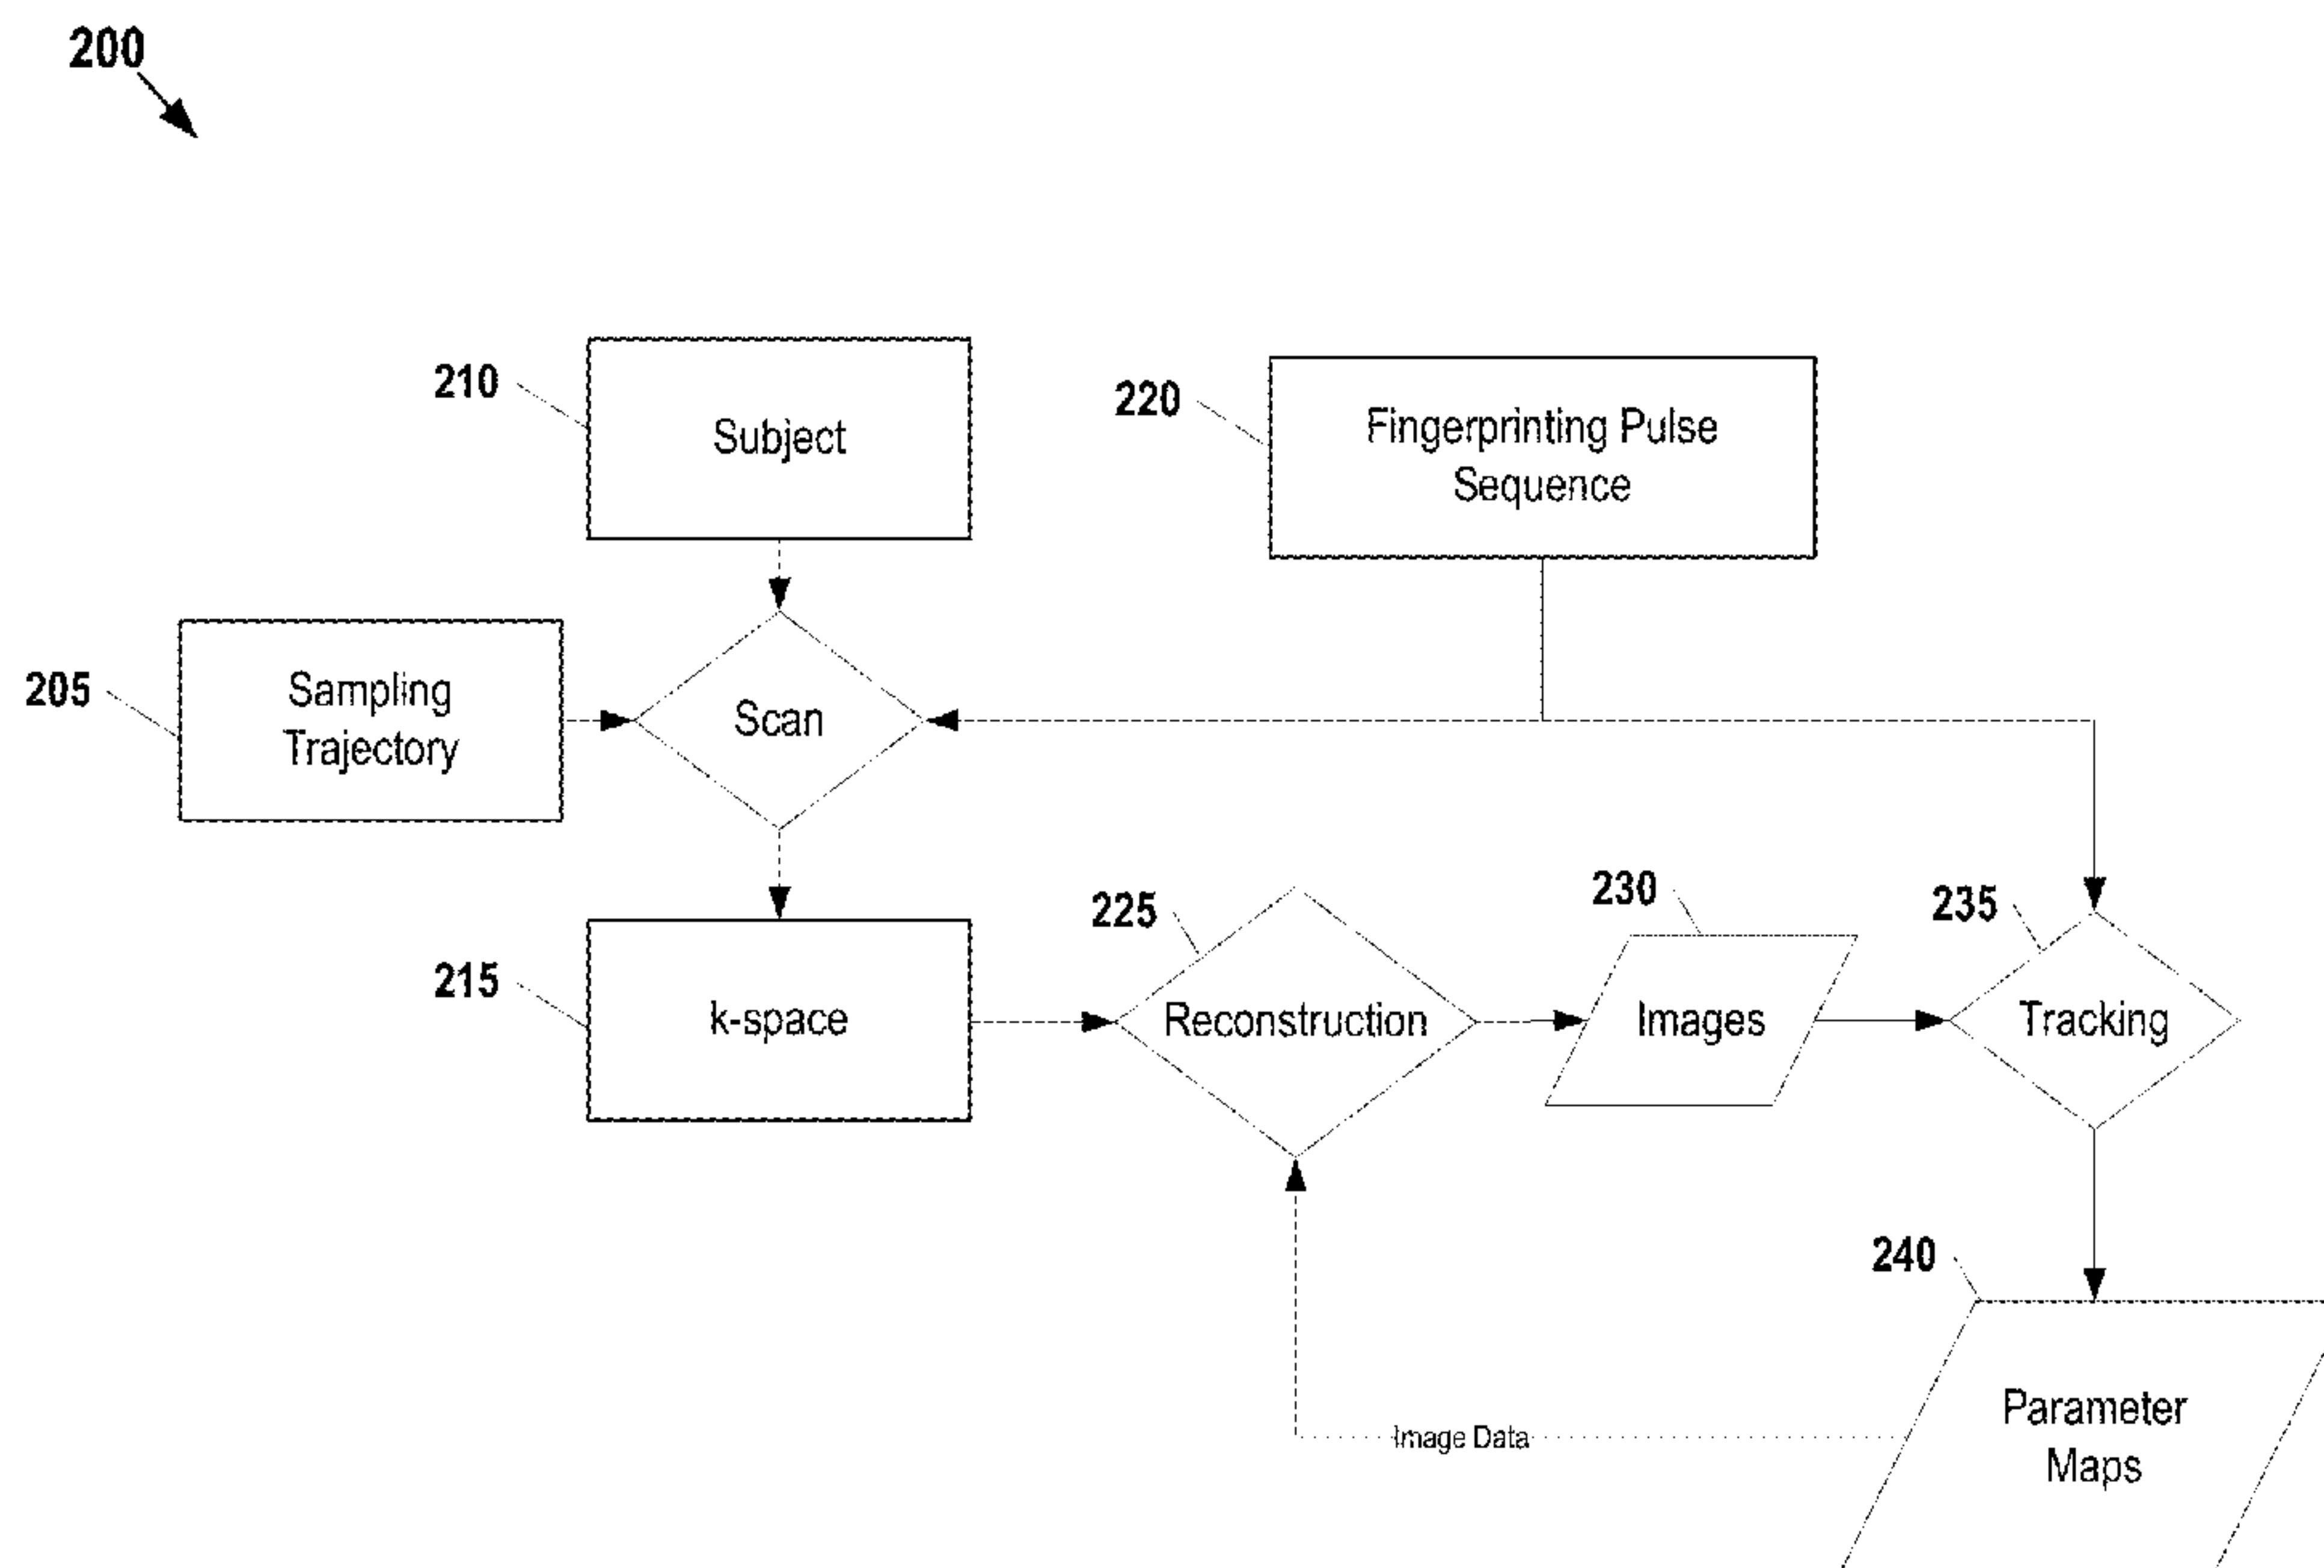 200
210
Subject
220
Fingerprinting Pulse
Sequence
205
Sampling
Trajectory
Scan
215
k-space
225
Reconstruction
230
Images
235
Tracking
240
Parameter
Maps
Image Data